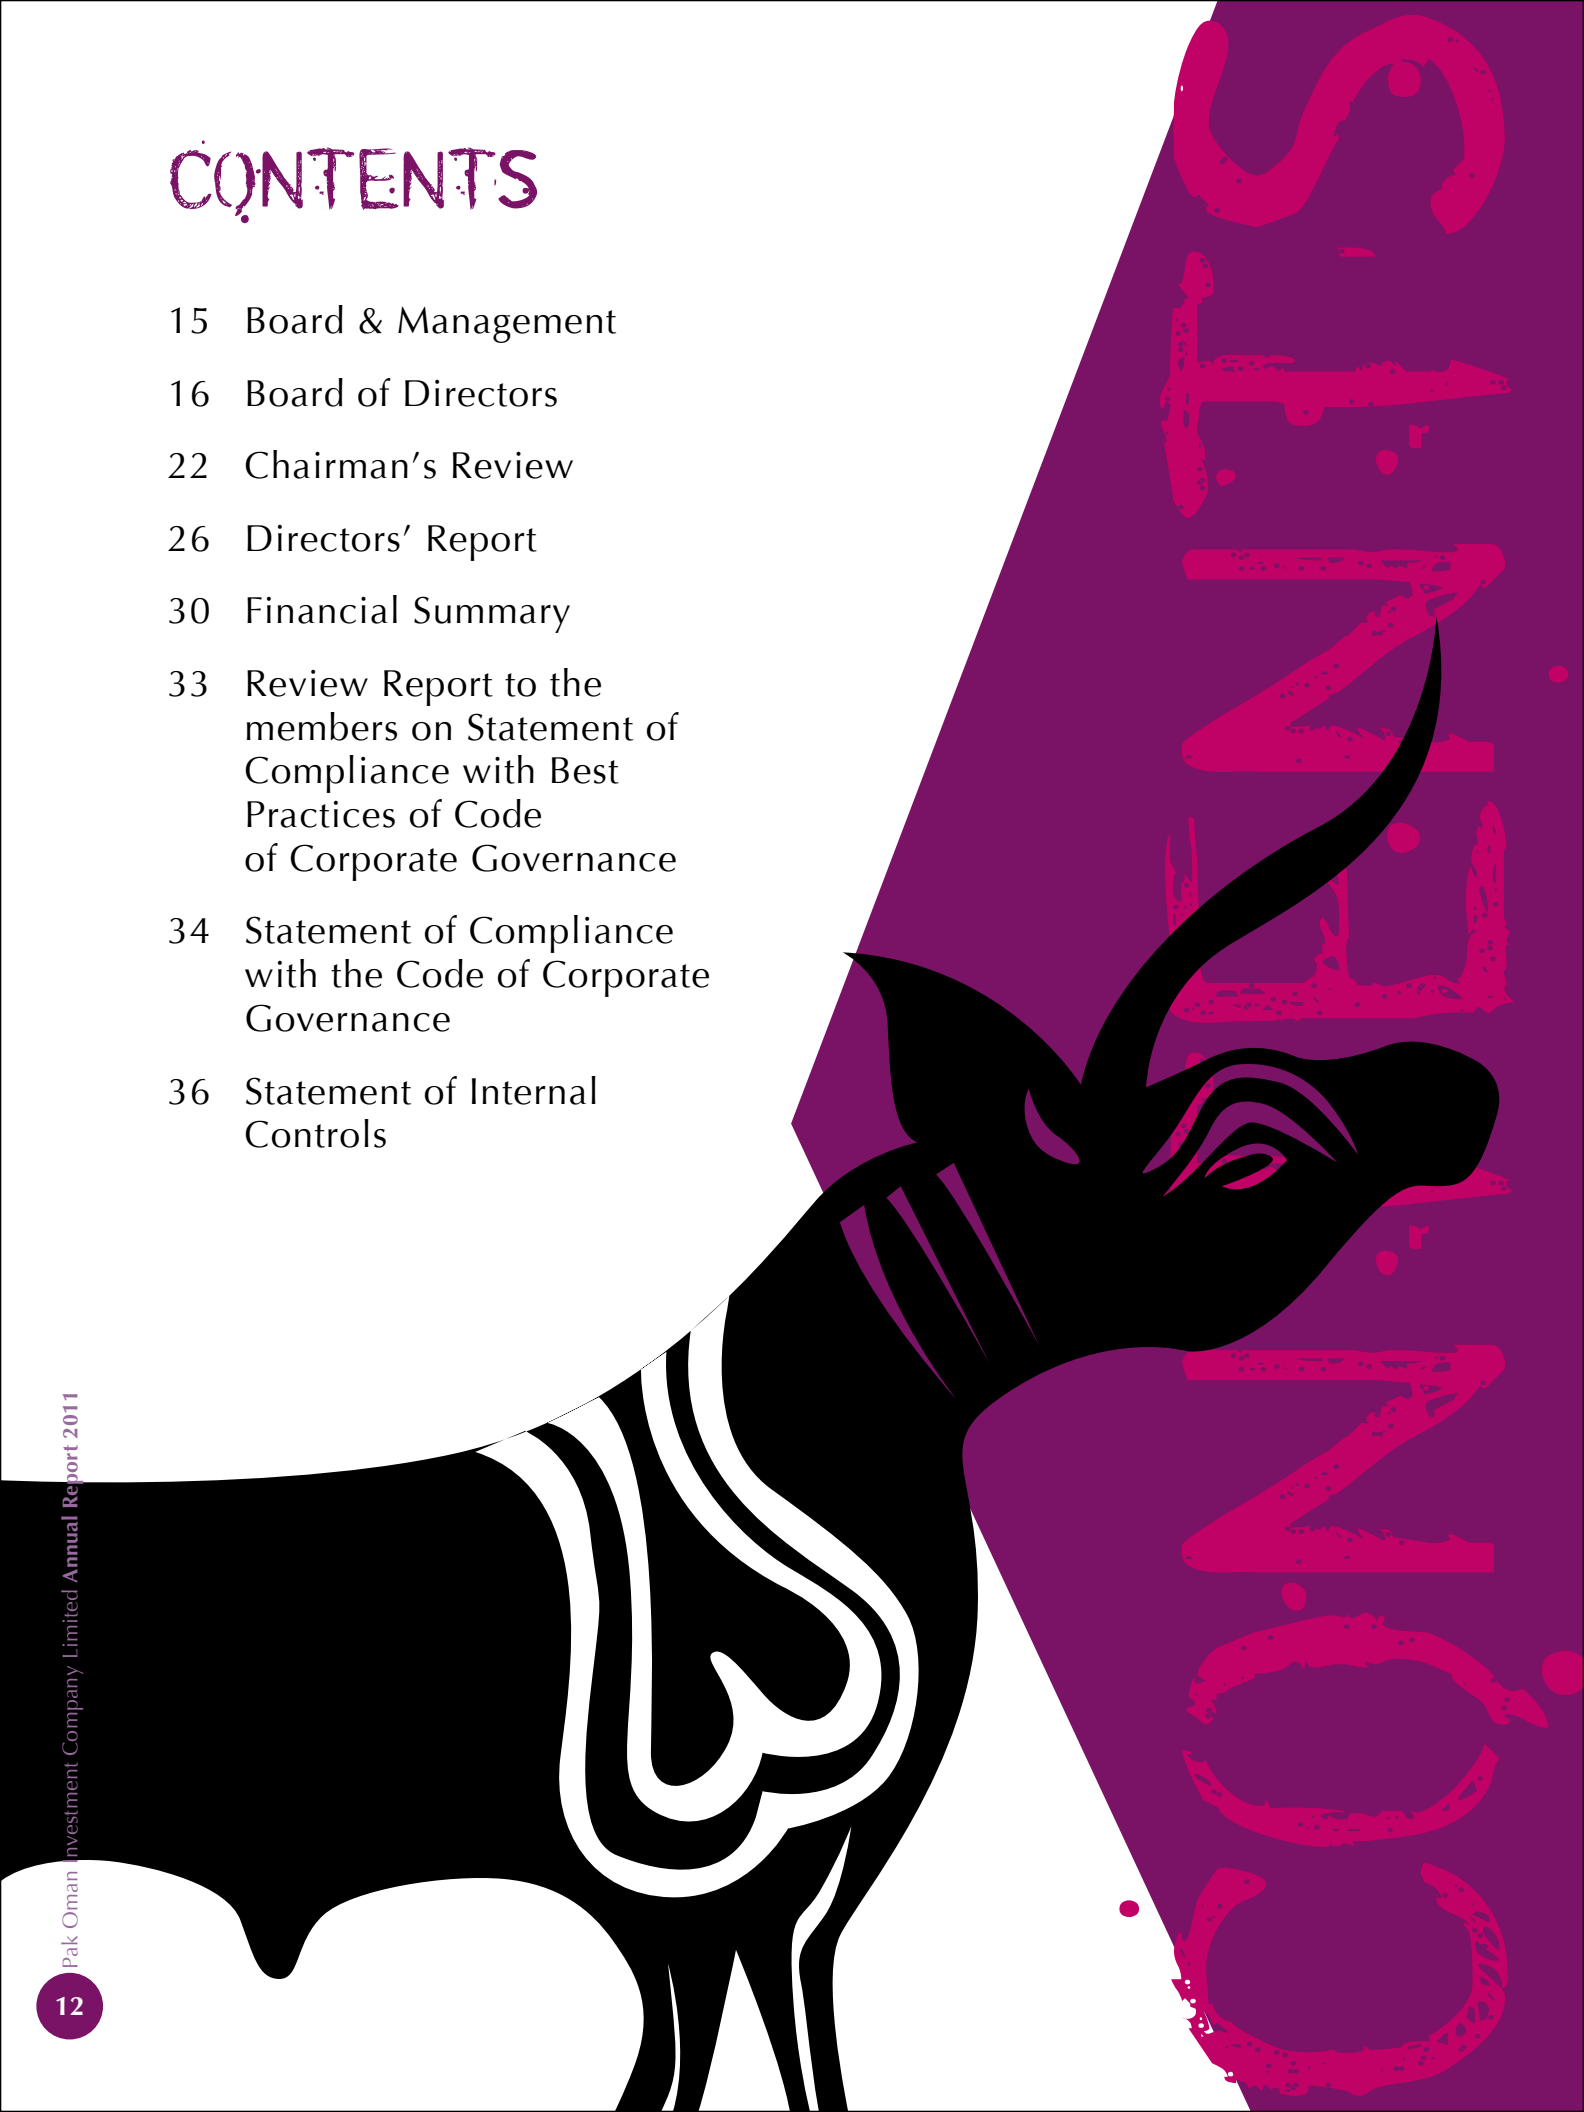 CONTENTS
15 Board & Management
16 Board of Directors
22 Chairman’s Review
26 Directors’ Report
30 Financial Summary
33 Review Report to the
members on Statement of
Compliance with Best
Practices of Code
of Corporate Governance
34 Statement of Compliance
with the Code of Corporate
Governance
36 Statement of Internal
Controls
CONTENTS
Pak Oman Investment Company Limited Annual Report 2011
12